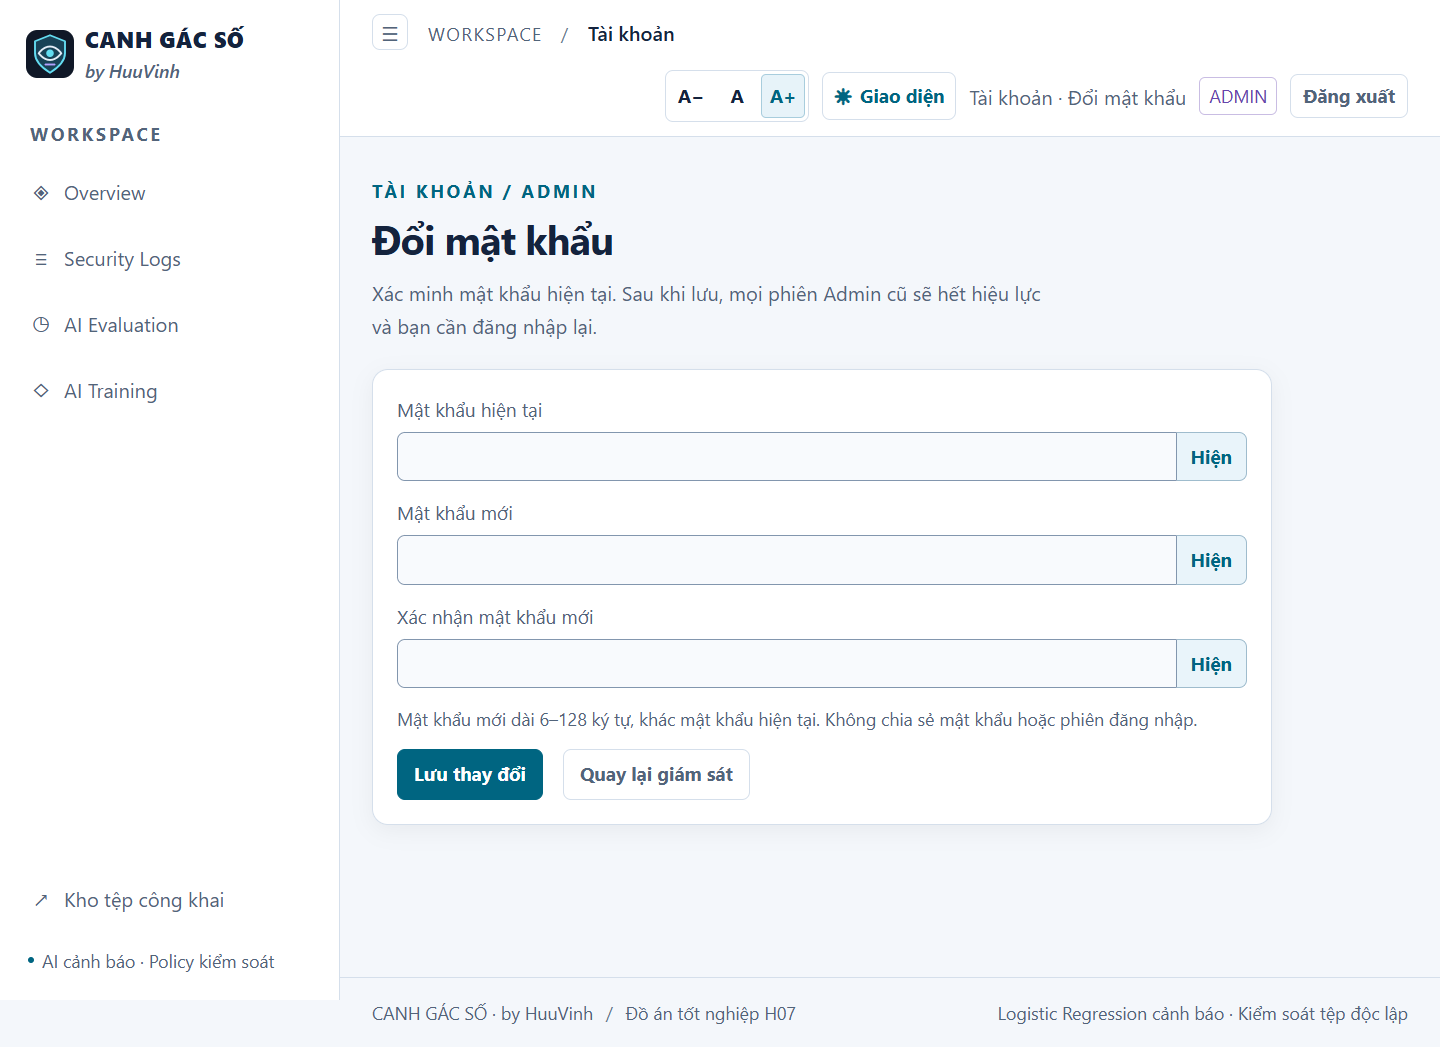 CANH GÁC SỐ
by HuuVinh
WORKSPACE
Overview
Security Logs
AI Evaluation
AI Training
Kho tệp công khai
AI cảnh báo · Policy kiểm soát
WORKSPACE / Tài khoản
A− A A+ Giao diện Tài khoản · Đổi mật khẩu ADMIN Đăng xuất
TÀI KHOẢN / ADMIN
Đổi mật khẩu
Xác minh mật khẩu hiện tại. Sau khi lưu, mọi phiên Admin cũ sẽ hết hiệu lực
và bạn cần đăng nhập lại.
Mật khẩu hiện tại
Hiện
Mật khẩu mới
Hiện
Xác nhận mật khẩu mới
Hiện
Mật khẩu mới dài 6–128 ký tự, khác mật khẩu hiện tại. Không chia sẻ mật khẩu hoặc phiên đăng nhập.
Lưu thay đổi Quay lại giám sát
CANH GÁC SỐ · by HuuVinh / Đồ án tốt nghiệp H07
Logistic Regression cảnh báo · Kiểm soát tệp độc lập